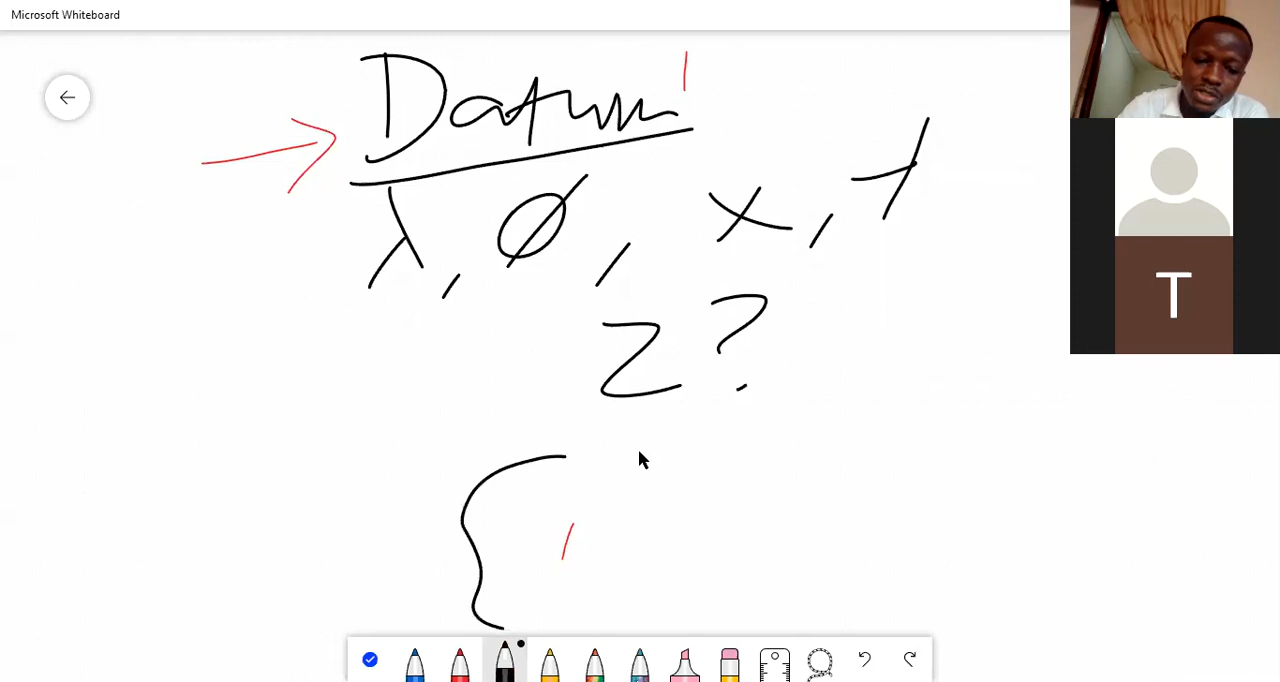 Microsoft Whiteboard
Datum
λ, Ø, x, y
z?
{
T